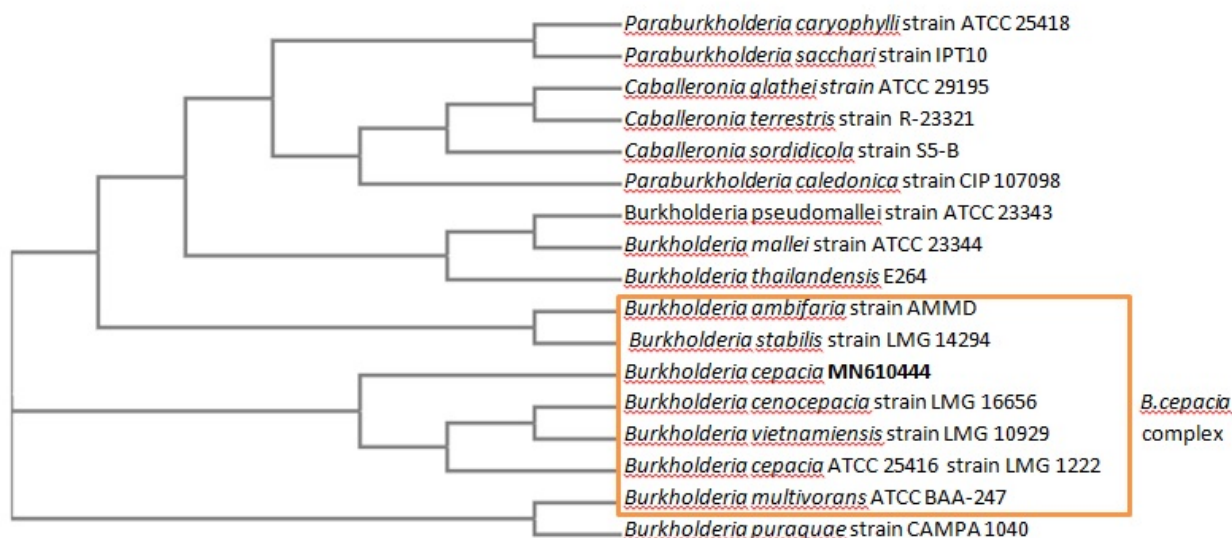 Paraburkholderia caryophylli strain ATCC 25418
Paraburkholderia sacchari strain IPT10
Caballeronia glathei strain ATCC 29195
Caballeronia terrestris strain R-23321
Caballeronia sordidicola strain S5-B
Paraburkholderia caledonica strain CIP 107098
Burkholderia pseudomallei strain ATCC 23343
Burkholderia mallei strain ATCC 23344
Burkholderia thailandensis E264
Burkholderia ambifaria strain AMMD
Burkholderia stabilis strain LMG 14294
Burkholderia cepacia MN610444
Burkholderia cenocepacia strain LMG 16656
Burkholderia vietnamiensis strain LMG 10929
Burkholderia cepacia ATCC 25416 strain LMG 1222
Burkholderia multivorans ATCC BAA-247
Burkholderia puraquae strain CAMPA 1040
B.cepacia
complex